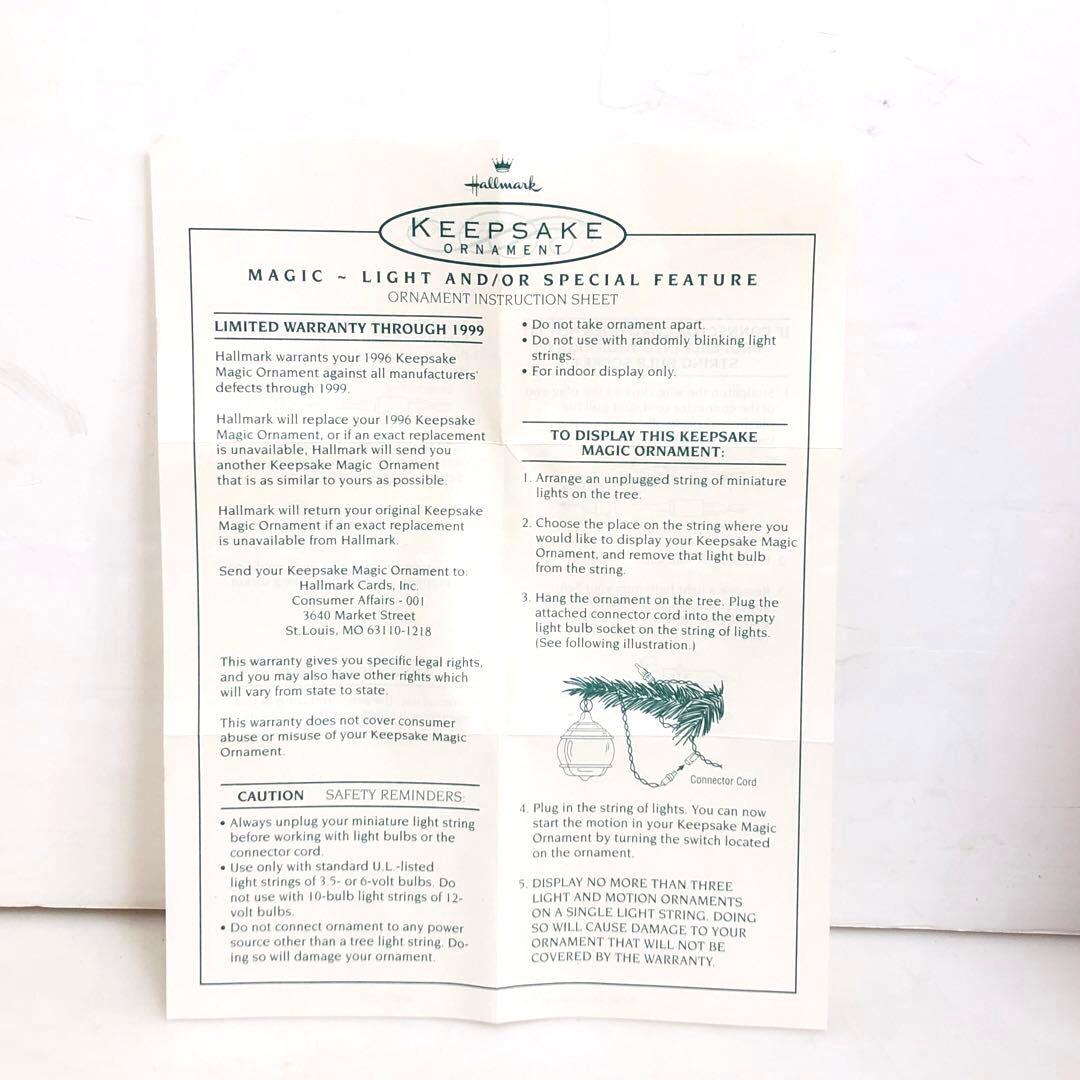 Hallmark
KEEPSAKE
ORNAMENT
MAGIC ~ LIGHT AND/OR SPECIAL FEATURE
ORNAMENT INSTRUCTION SHEET
LIMITED WARRANTY THROUGH 1999
Hallmark warrants your 1996 Keepsake
Magic Ornament against all manufacturers'
defects through 1999.
Hallmark will replace your 1996 Keepsake
Magic Ornament, or if an exact replacement
is unavailable, Hallmark will send you
another Keepsake Magic Ornament
that is as similar to yours as possible.
Hallmark will return your original Keepsake
Magic Ornament if an exact replacement
is unavailable from Hallmark.
Send your Keepsake Magic Ornament to:
Hallmark Cards, Inc.
Consumer Affairs - 001
3640 Market Street
St.Louis, MO 63110-1218
This warranty gives you specific legal rights,
and you may also have other rights which
will vary from state to state.
This warranty does not cover consumer
abuse or misuse of your Keepsake Magic
Ornament.
CAUTION SAFETY REMINDERS:
• Always unplug your miniature light string
before working with light bulbs or the
connector cord.
• Use only with standard U.L.-listed
light strings of 3.5- or 6-volt bulbs. Do
not use with 10-bulb light strings of 12-
volt bulbs.
• Do not connect ornament to any power
source other than a tree light string. Do-
ing so will damage your ornament.
• Do not take ornament apart.
• Do not use with randomly blinking light
strings.
• For indoor display only.
TO DISPLAY THIS KEEPSAKE
MAGIC ORNAMENT:
1. Arrange an unplugged string of miniature
lights on the tree.
2. Choose the place on the string where you
would like to display your Keepsake Magic
Ornament, and remove that light bulb
from the string.
3. Hang the ornament on the tree. Plug the
attached connector cord into the empty
light bulb socket on the string of lights.
(See following illustration.)
Connector Cord
4. Plug in the string of lights. You can now
start the motion in your Keepsake Magic
Ornament by turning the switch located
on the ornament.
5. DISPLAY NO MORE THAN THREE
LIGHT AND MOTION ORNAMENTS
ON A SINGLE LIGHT STRING. DOING
SO WILL CAUSE DAMAGE TO YOUR
ORNAMENT THAT WILL NOT BE
COVERED BY THE WARRANTY.